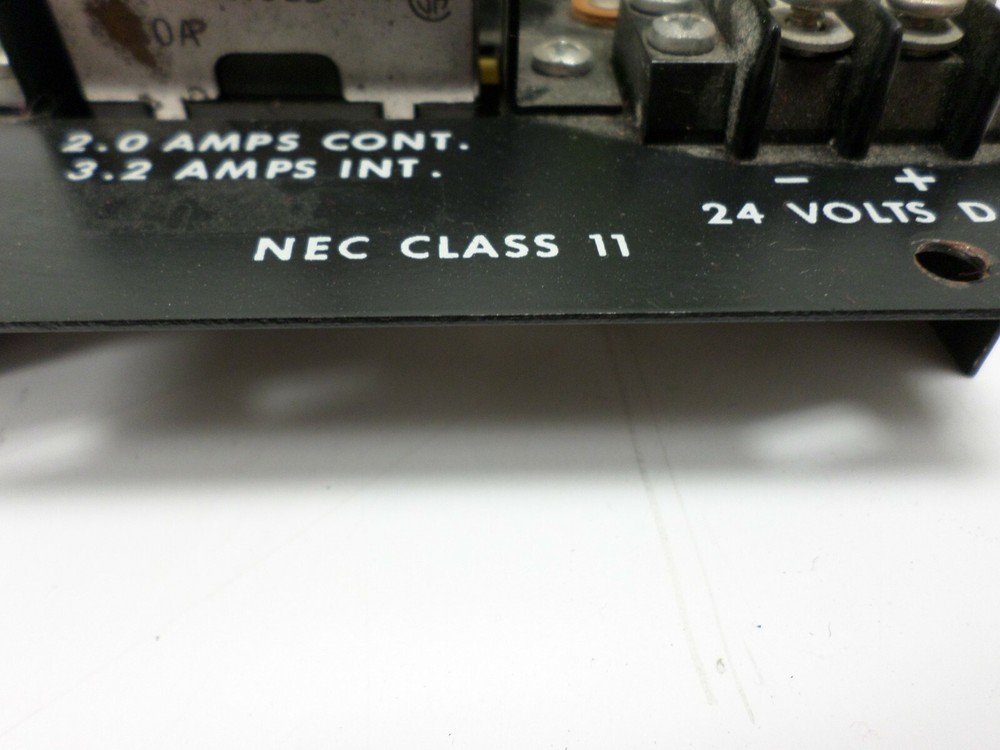 2.0 AMPS CONT.
3.2 AMPS INT.
- +
24 VOLTS D
NEC CLASS 11